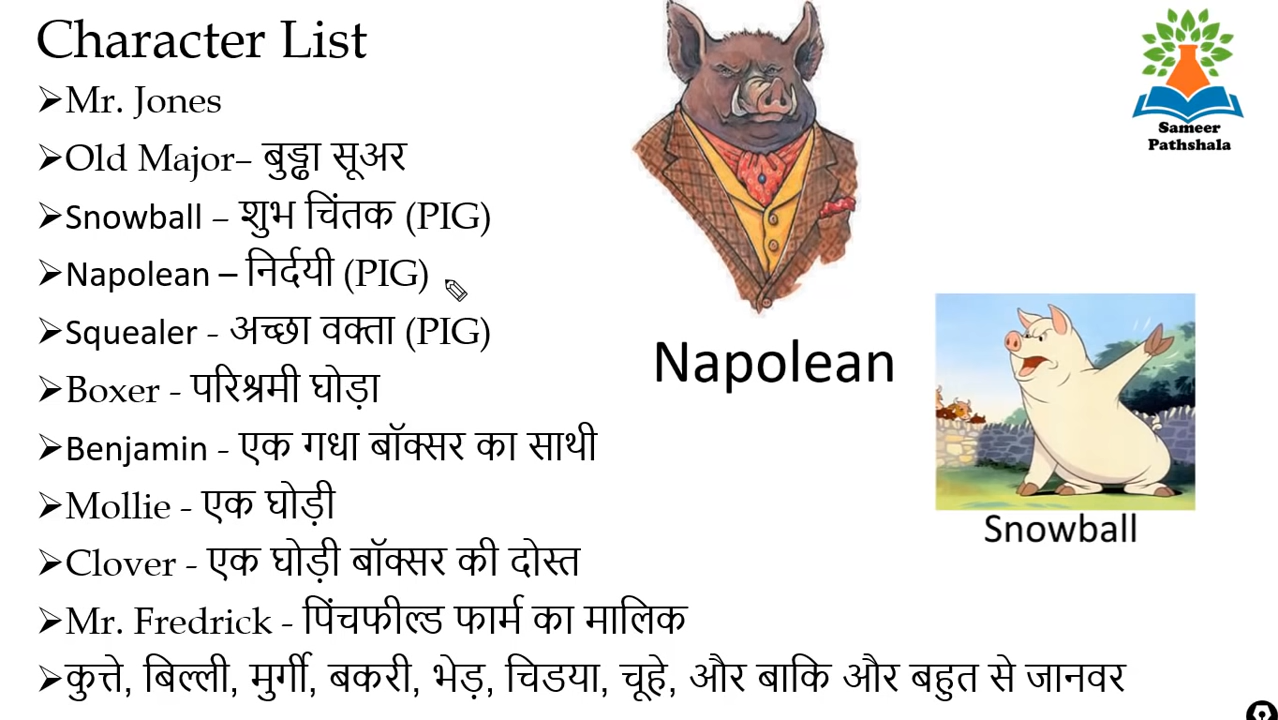 Character List
➢Mr. Jones
➢Old Major– बुड्ढा सूअर
➢Snowball – शुभ चिंतक (PIG)
➢Napolean – निर्दयी (PIG)
➢Squealer - अच्छा वक्ता (PIG)
➢Boxer - परिश्रमी घोड़ा
➢Benjamin - एक गधा बॉक्सर का साथी
➢Mollie - एक घोड़ी
➢Clover - एक घोड़ी बॉक्सर की दोस्त
➢Mr. Fredrick - पिंचफील्ड फार्म का मालिक
➢कुत्ते, बिल्ली, मुर्गी, बकरी, भेड़, चिडया, चूहे, और बाकि और बहुत से जानवर
Napolean
Snowball
Sameer
Pathshala